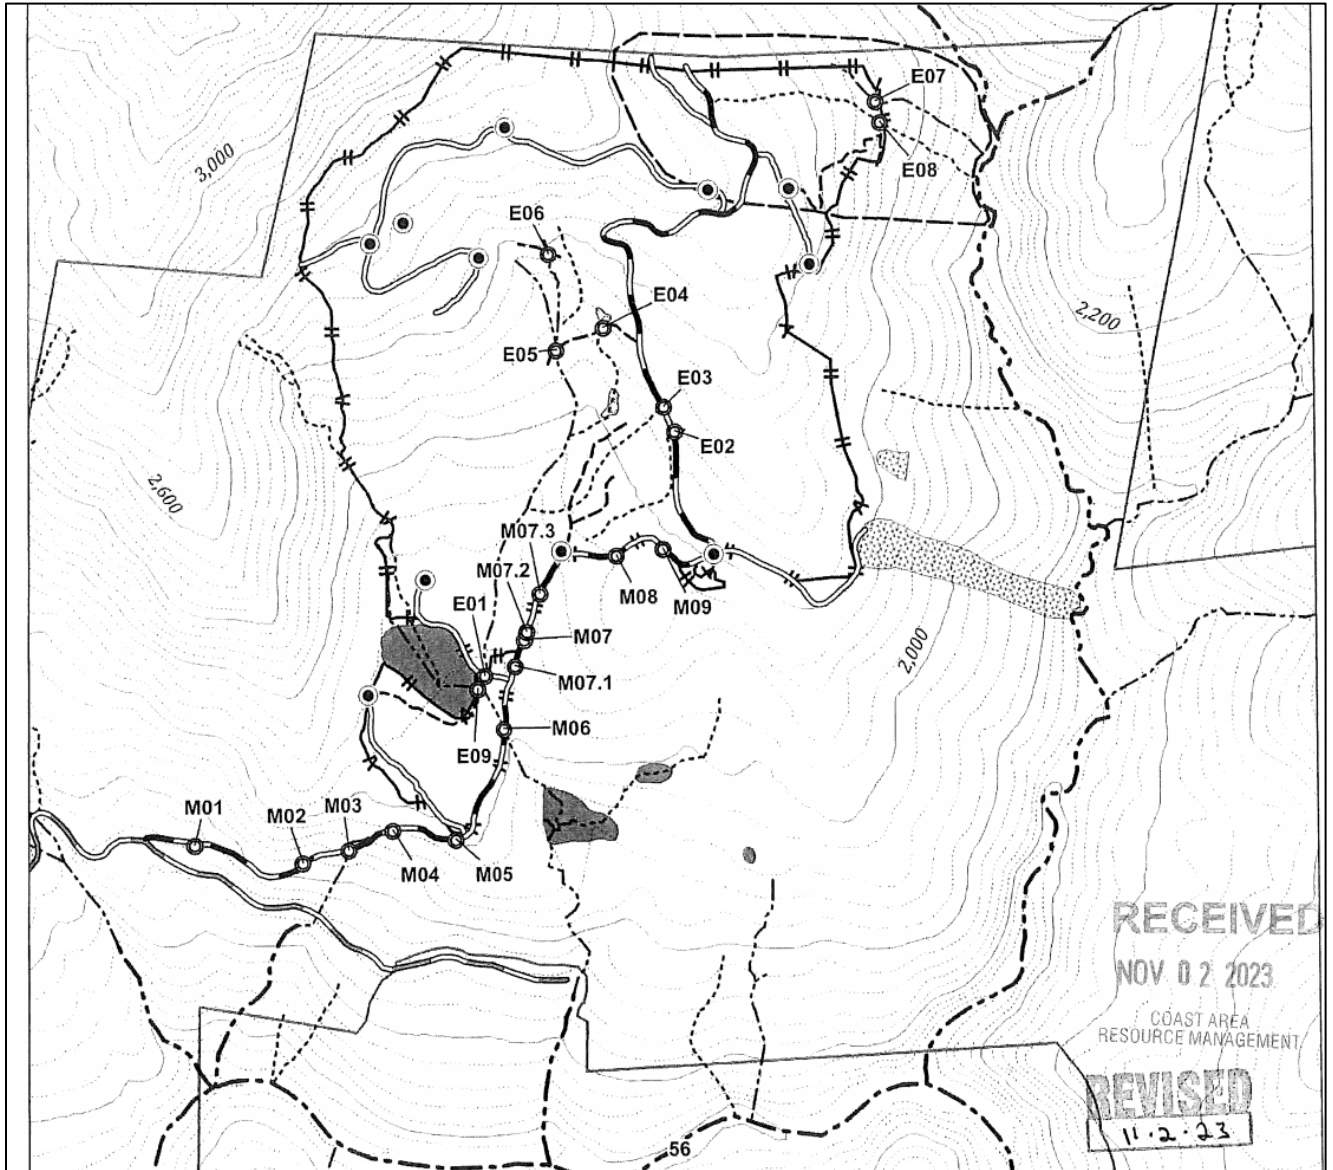 E07
E08
3,000
E06
E04
2,200
E05
E03
E02
2,600
M07.3
M07.2
M08
M09
E01
M07
2,000
M07.1
M06
E09
M01
M02
M03
M04
M05
RECEIVED
NOV 02 2023
COAST AREA
RESOURCE MANAGEMENT
REVISED
11.2.23
56